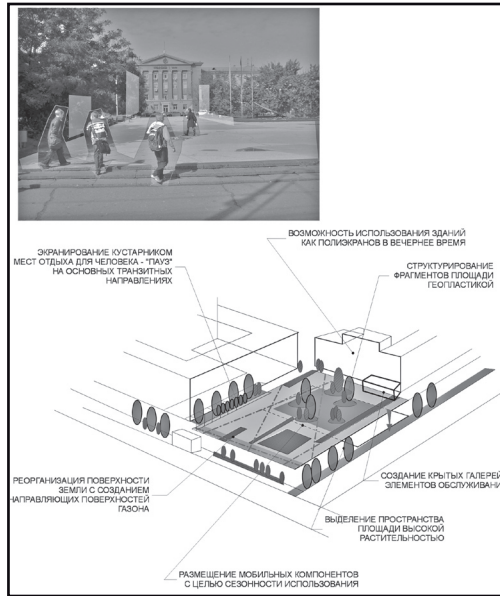 ВОЗМОЖНОСТЬ ИСПОЛЬЗОВАНИЯ ЗДАНИЙ
КАК ПОЛИЭКРАНОВ В ВЕЧЕРНЕЕ ВРЕМЯ
ЭКРАНИРОВАНИЕ КУСТАРНИКОМ
МЕСТ ОТДЫХА ДЛЯ ЧЕЛОВЕКА - "ПАУЗ"
НА ОСНОВНЫХ ТРАНЗИТНЫХ
НАПРАВЛЕНИЯХ
СТРУКТУРИРОВАНИЕ
ФРАГМЕНТОВ ПЛОЩАДИ
ГЕОПЛАСТИКОЙ
РЕОРГАНИЗАЦИЯ ПОВЕРХНОСТИ
ЗЕМЛИ С СОЗДАНИЕМ
НАПРАВЛЯЮЩИХ ПОВЕРХНОСТЕЙ
ГАЗОНА
СОЗДАНИЕ КРЫТЫХ ГАЛЕРЕЙ
ЭЛЕМЕНТОВ ОБСЛУЖИВАНИ
ВЫДЕЛЕНИЕ ПРОСТРАНСТВА
ПЛОЩАДИ ВЫСОКОЙ
РАСТИТЕЛЬНОСТЬЮ
РАЗМЕЩЕНИЕ МОБИЛЬНЫХ КОМПОНЕНТОВ
С ЦЕЛЬЮ СЕЗОННОСТИ ИСПОЛЬЗОВАНИЯ